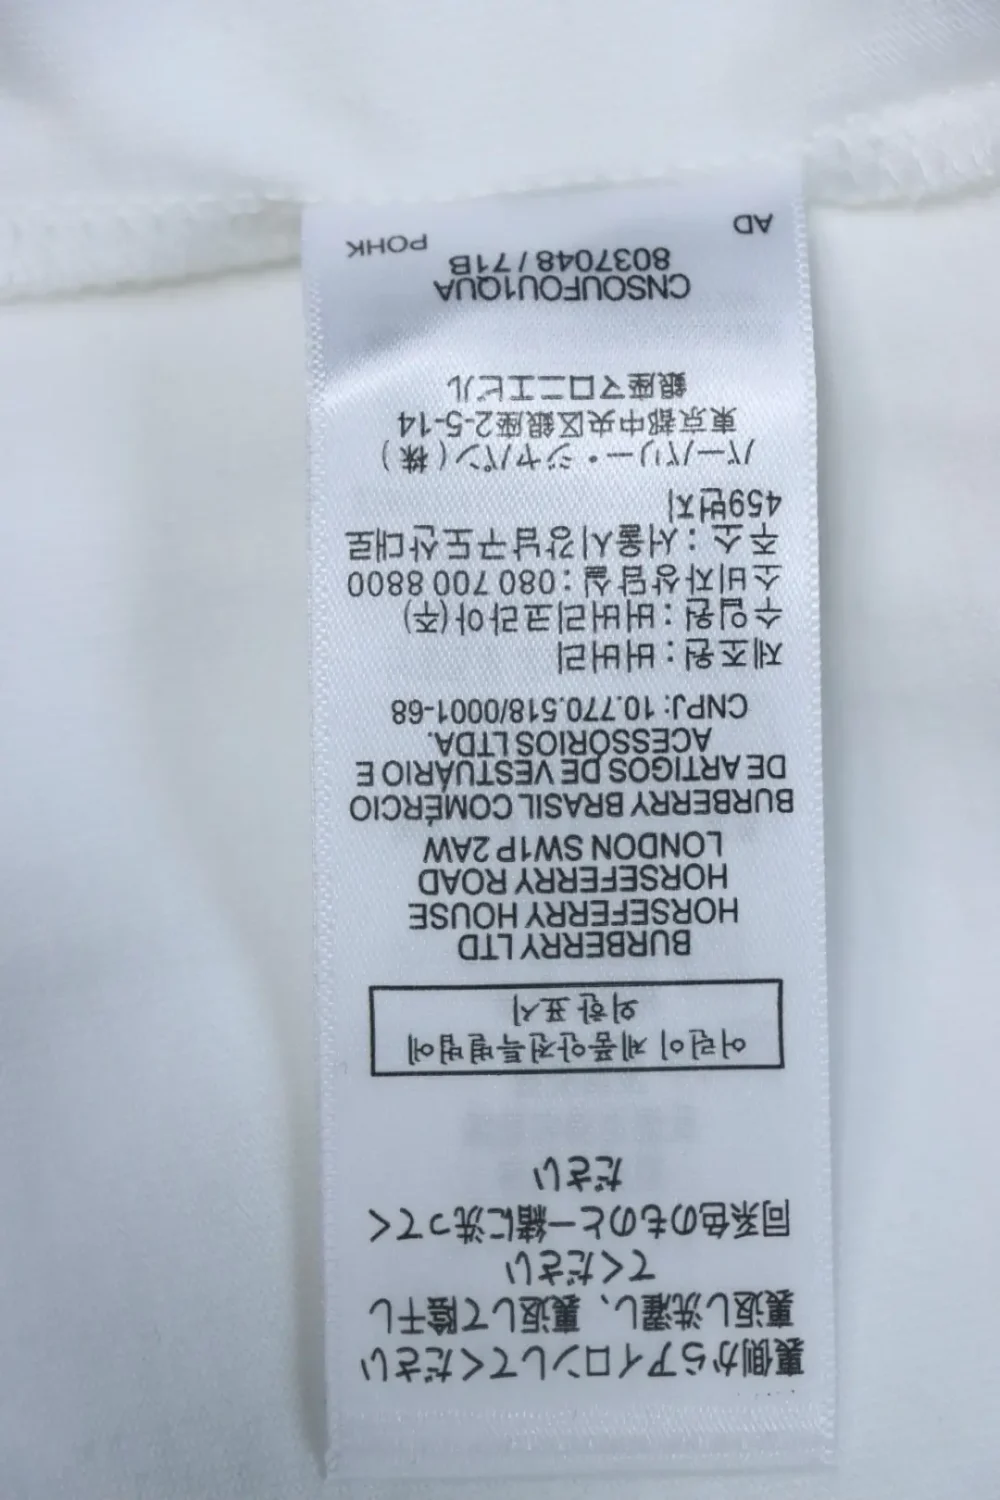 裏側からアイロンしてください
裏返し洗濯し、裏返して陰干し
てください
同系色のものと一緒に洗ってく
ださい
어린이제품안전특별법에
의한 표시
BURBERRY LTD
HORSEFERRY HOUSE
HORSEFERRY ROAD
LONDON SW1P 2AW
BURBERRY BRASIL COMÉRCIO
DE ARTIGOS DE VESTUÁRIO E
ACESSÓRIOS LTDA.
CNPJ: 10.770.518/0001-68
제조원 : 버버리
수입원 : 버버리코리아(주)
소비자상담실 : 080 700 8800
주소 : 서울시강남구도산대로
459번지
バーバリー・ジャパン(株)
東京都中央区銀座2-5-14
銀座マロニエビル
CNSOUFOU1QUA
8037048 / 71B
AD POHK